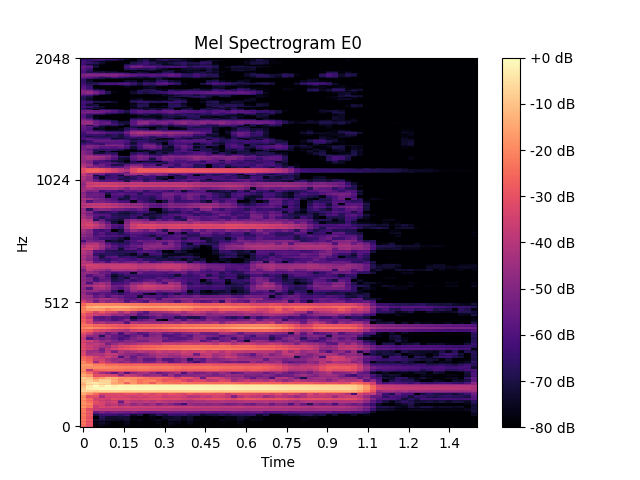 Mel Spectrogram E0
2048
1024
512
0
Hz
0 0.15 0.3 0.45 0.6 0.75 0.9 1.1 1.2 1.4
Time
+0 dB
-10 dB
-20 dB
-30 dB
-40 dB
-50 dB
-60 dB
-70 dB
-80 dB